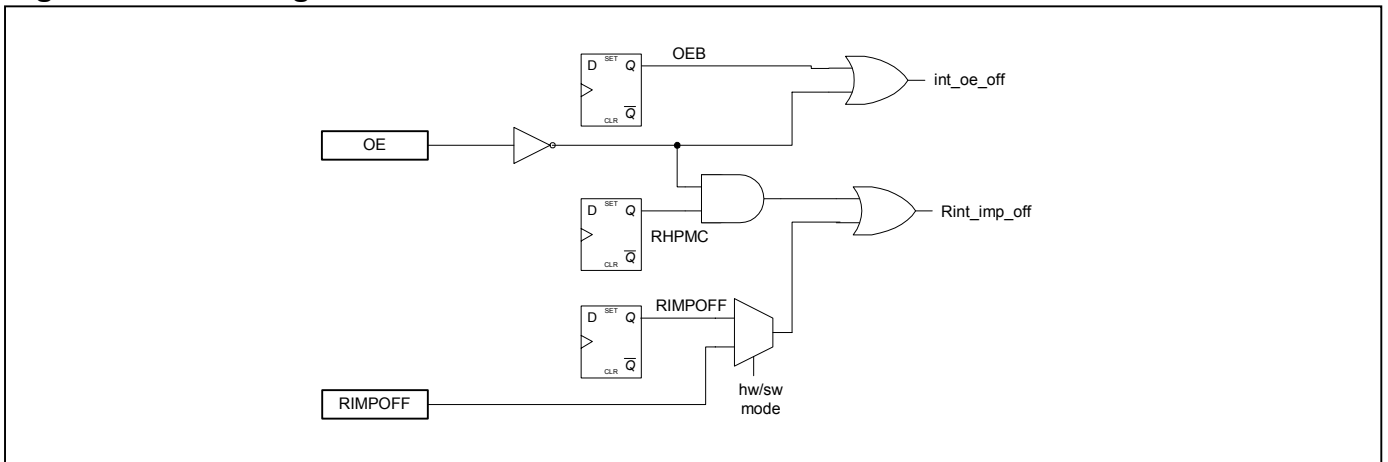 OEB
D SET Q
Q
CLR
int_oe_off
OE
D SET Q
RHPMC
Q
CLR
Rint_imp_off
RIMPOFF
D SET Q
Q
CLR
hw/sw
mode
RIMPOFF